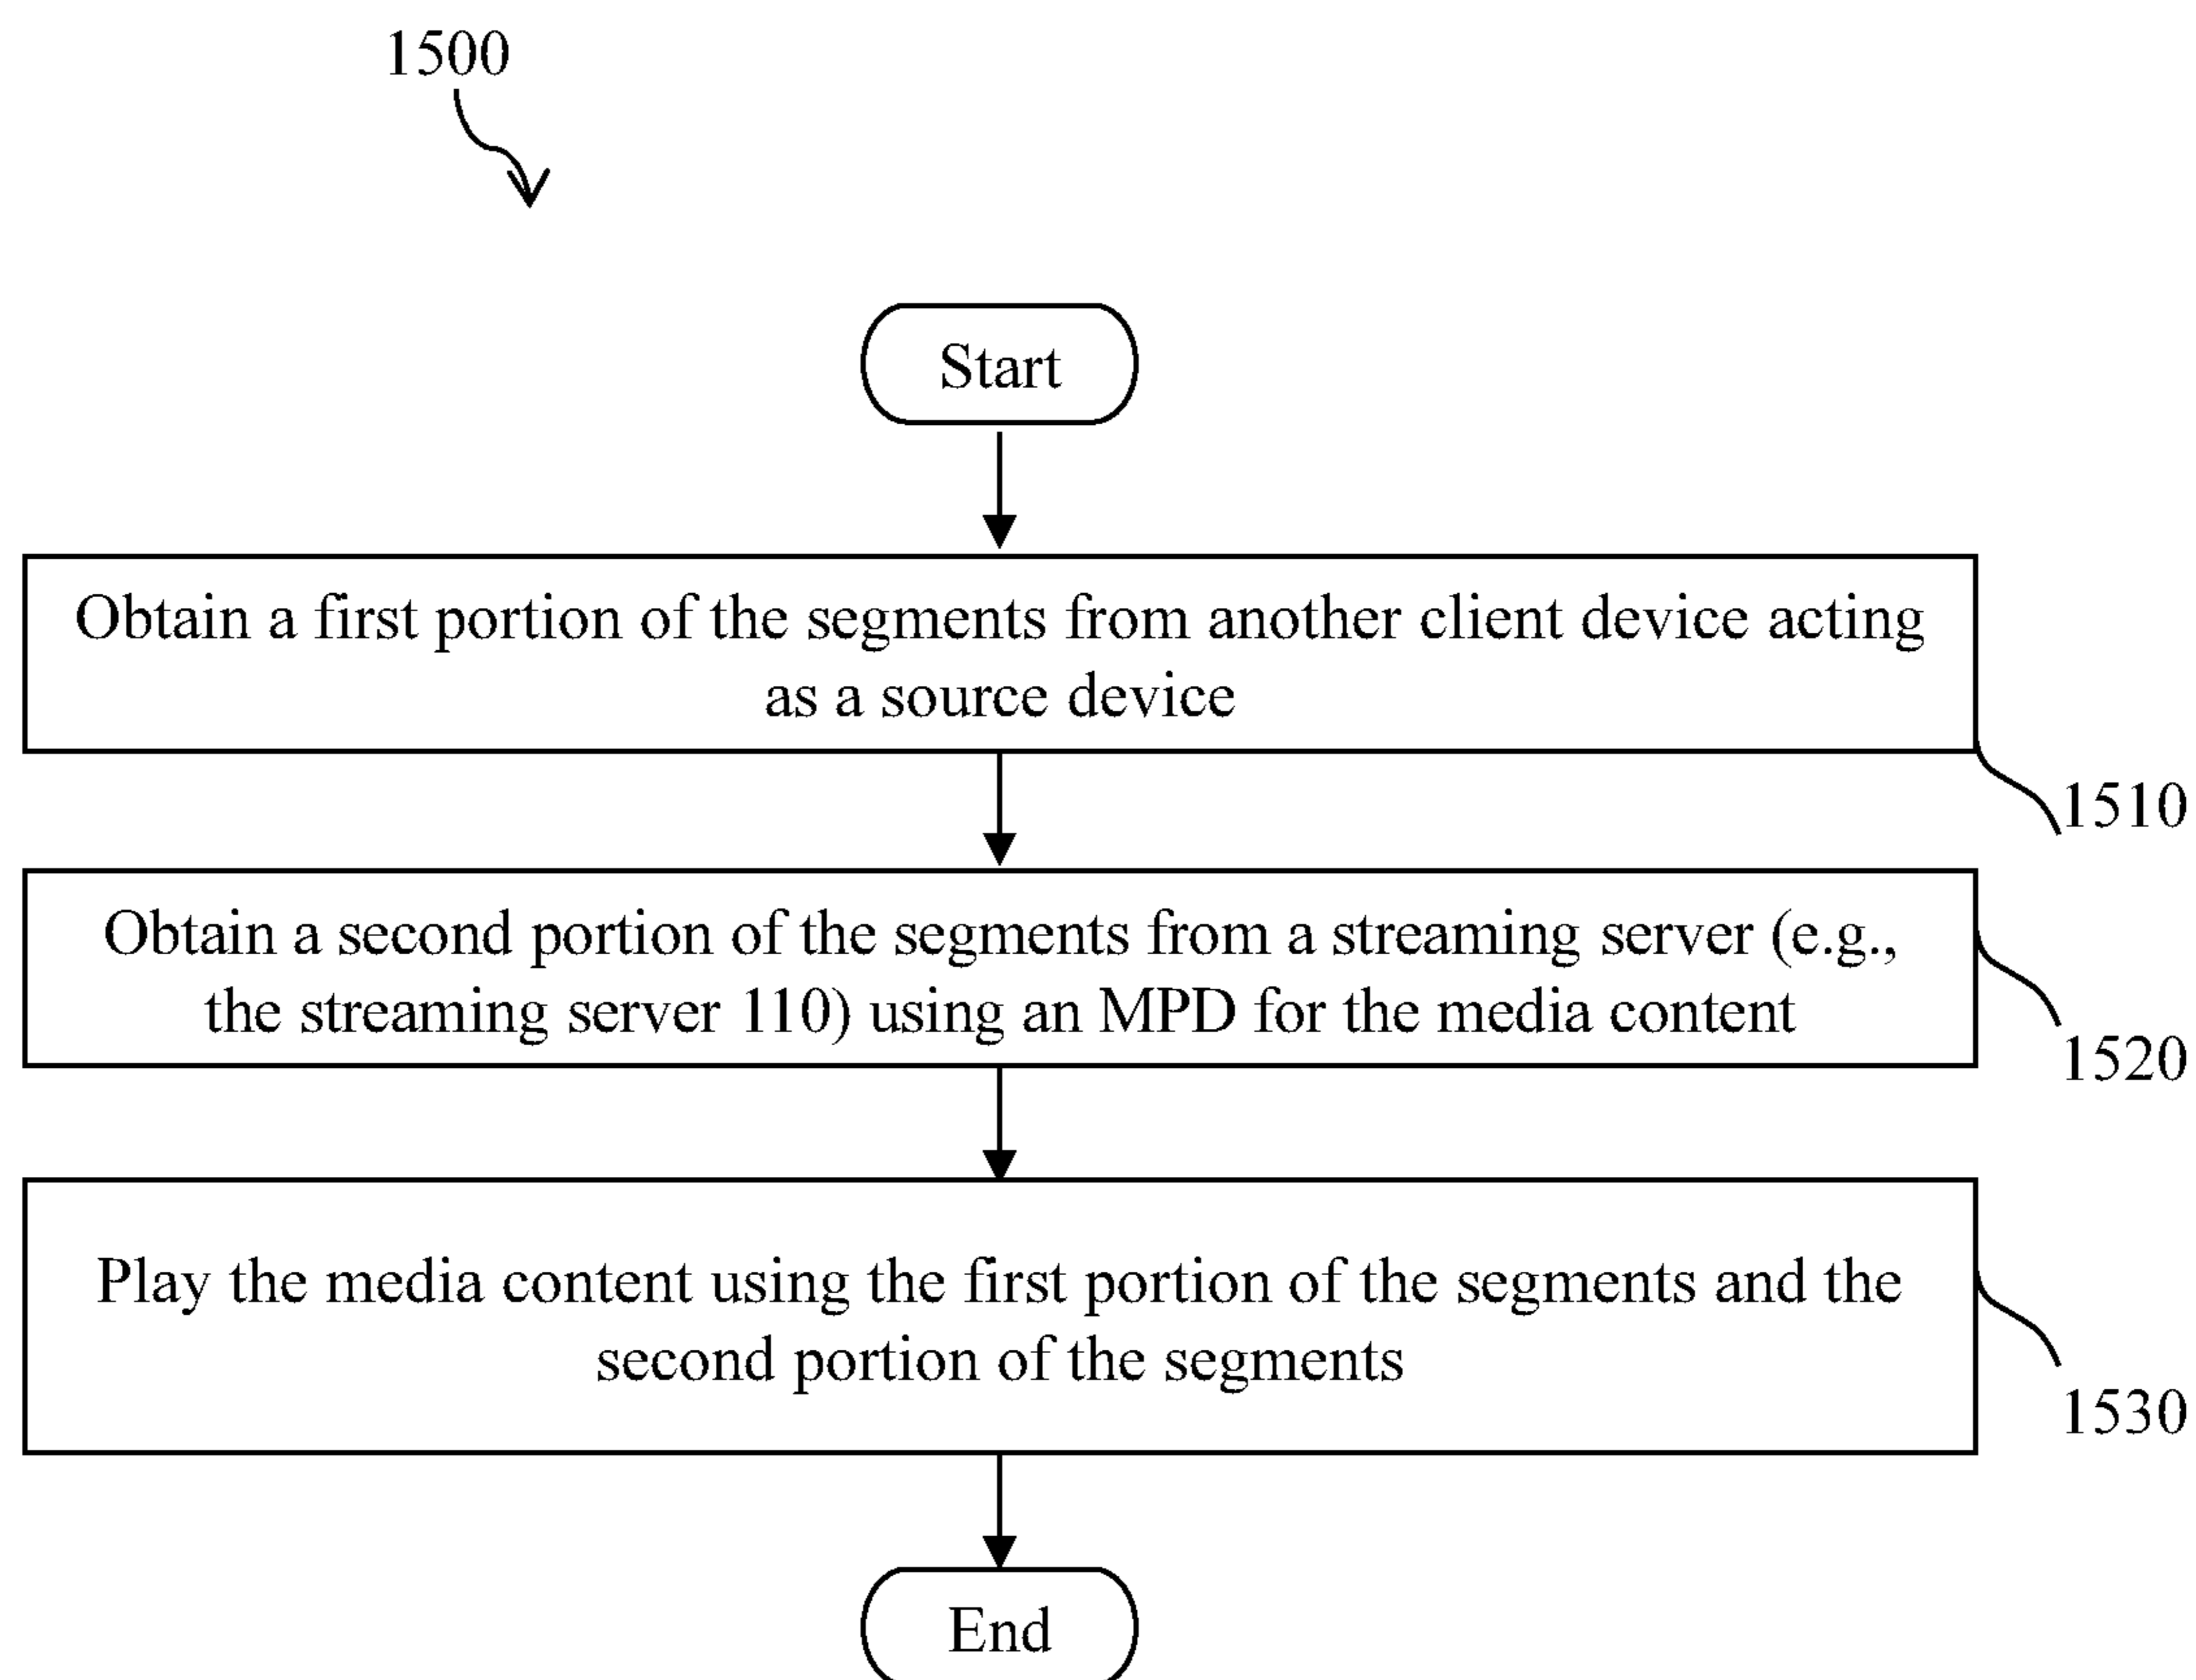 1500
Start
Obtain a first portion of the segments from another client device acting
as a source device
1510
Obtain a second portion of the segments from a streaming server (e.g.,
the streaming server 110) using an MPD for the media content
1520
Play the media content using the first portion of the segments and the
second portion of the segments
1530
End